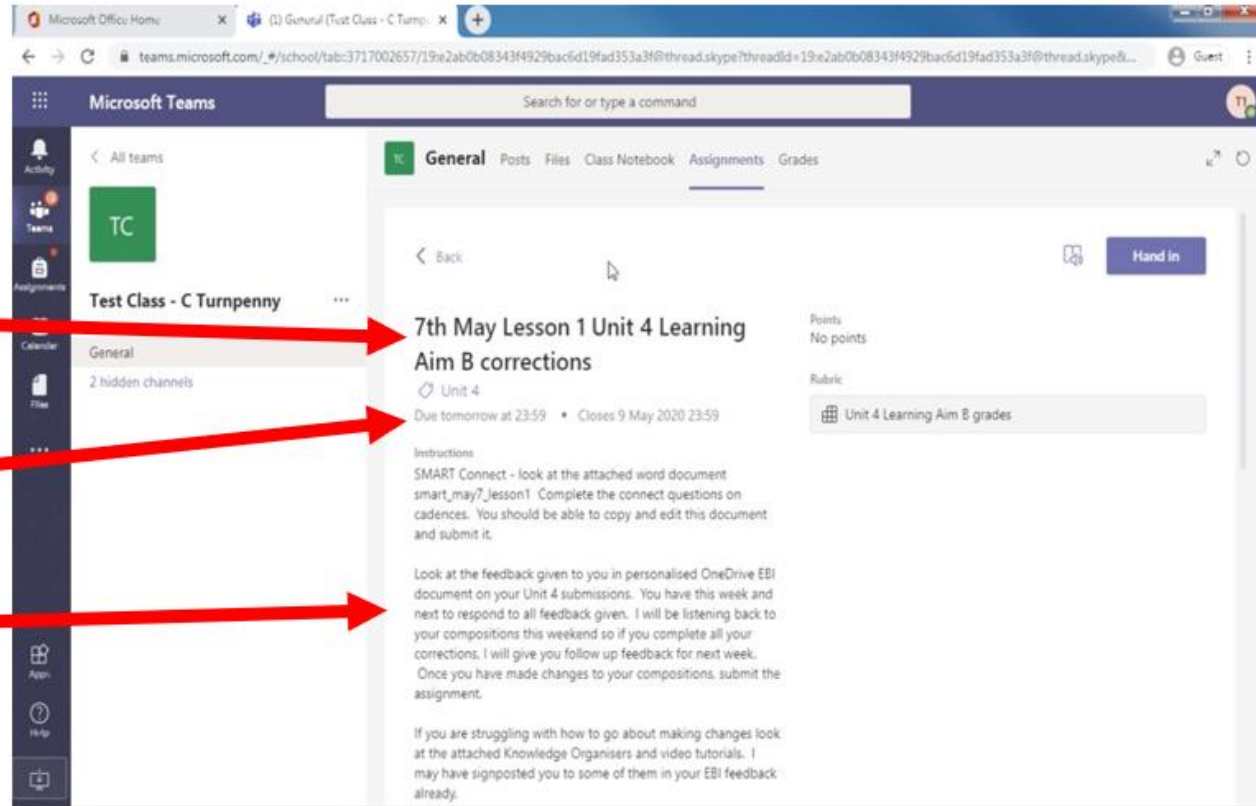 Microsoft Office Home
(1) General (Test Class - C Turnp
teams.microsoft.com/_#/school/tab::3717002657/19:e2ab0b08343f4929bac6d19fad353a3f@thread.skype?threadId=19:e2ab0b08343f4929bac6d19fad353a3f@thread.skype&...
Guest
Microsoft Teams
Search for or type a command
T1
Activity
Teams
Assignments
Calendar
Files
Apps
Help
All teams
TC
Test Class - C Turnpenny
...
General
2 hidden channels
TC
General Posts Files Class Notebook Assignments Grades
Back
Hand in
7th May Lesson 1 Unit 4 Learning
Aim B corrections
Unit 4
Due tomorrow at 23:59 • Closes 9 May 2020 23:59
Instructions
SMART Connect - look at the attached word document
smart_may7_lesson1 Complete the connect questions on
cadences. You should be able to copy and edit this document
and submit it.
Look at the feedback given to you in personalised OneDrive EBI
document on your Unit 4 submissions. You have this week and
next to respond to all feedback given. I will be listening back to
your compositions this weekend so if you complete all your
corrections, I will give you follow up feedback for next week.
Once you have made changes to your compositions, submit the
assignment.
If you are struggling with how to go about making changes look
at the attached Knowledge Organisers and video tutorials. I
may have signposted you to some of them in your EBI feedback
already.
Points
No points
Rubric
Unit 4 Learning Aim B grades